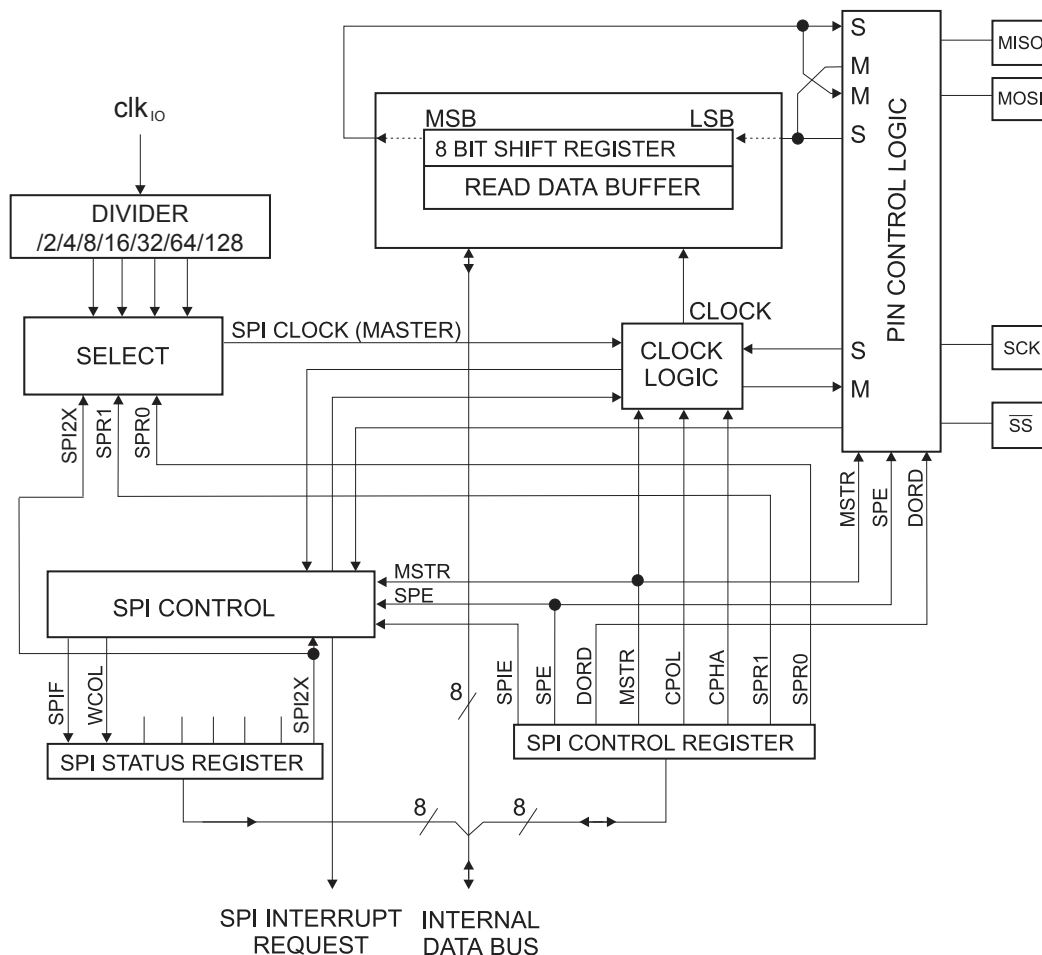 S
MISO
M
M
MOSI
clk IO
MSB
LSB
S
8 BIT SHIFT REGISTER
READ DATA BUFFER
PIN CONTROL LOGIC
DIVIDER
/2/4/8/16/32/64/128
CLOCK
SPI CLOCK (MASTER)
SELECT
CLOCK
LOGIC
S
M
SCK
SS
SPI2X
SPR1
SPR0
MSTR
SPE
DORD
MSTR
SPE
SPI CONTROL
SPIF
WCOL
SPI2X
8
SPIE
SPE
DORD
MSTR
CPOL
CPHA
SPR1
SPR0
SPI STATUS REGISTER
SPI CONTROL REGISTER
8
8
SPI INTERRUPT
REQUEST
INTERNAL
DATA BUS